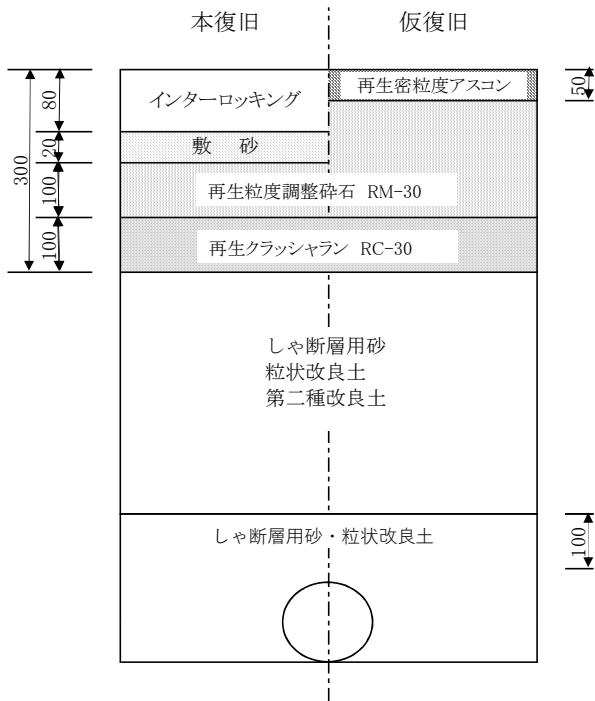 本復旧
仮復旧
80
インターロッキング
再生密粒度アスコン
50
20
敷 砂
300
100
再生粒度調整砕石 RM-30
100
再生クラッシャラン RC-30
しゃ断層用砂
粒状改良土
第二種改良土
しゃ断層用砂・粒状改良土
100